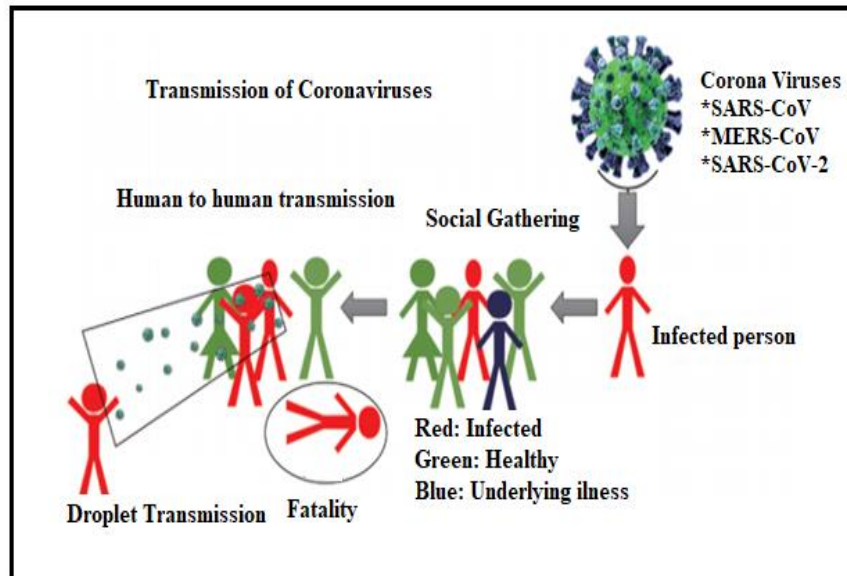 Transmission of Coronaviruses
Corona Viruses
*SARS-CoV
*MERS-CoV
*SARS-CoV-2
Human to human transmission
Social Gathering
Infected person
Red: Infected
Green: Healthy
Blue: Underlying ilness
Droplet Transmission
Fatality